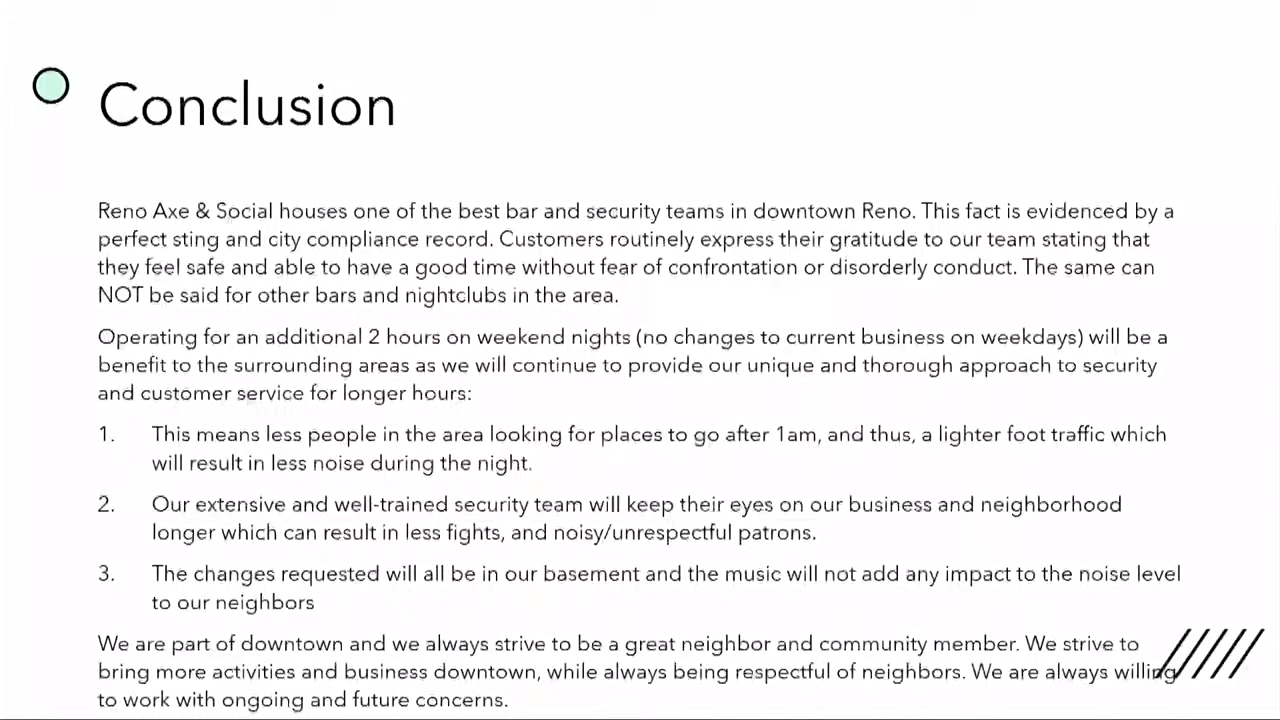 Conclusion
Reno Axe & Social houses one of the best bar and security teams in downtown Reno. This fact is evidenced by a
perfect sting and city compliance record. Customers routinely express their gratitude to our team stating that
they feel safe and able to have a good time without fear of confrontation or disorderly conduct. The same can
NOT be said for other bars and nightclubs in the area.
Operating for an additional 2 hours on weekend nights (no changes to current business on weekdays) will be a
benefit to the surrounding areas as we will continue to provide our unique and thorough approach to security
and customer service for longer hours:
1. This means less people in the area looking for places to go after 1am, and thus, a lighter foot traffic which
will result in less noise during the night.
2. Our extensive and well-trained security team will keep their eyes on our business and neighborhood
longer which can result in less fights, and noisy/unrespectful patrons.
3. The changes requested will all be in our basement and the music will not add any impact to the noise level
to our neighbors
We are part of downtown and we always strive to be a great neighbor and community member. We strive to
bring more activities and business downtown, while always being respectful of neighbors. We are always willing
to work with ongoing and future concerns.